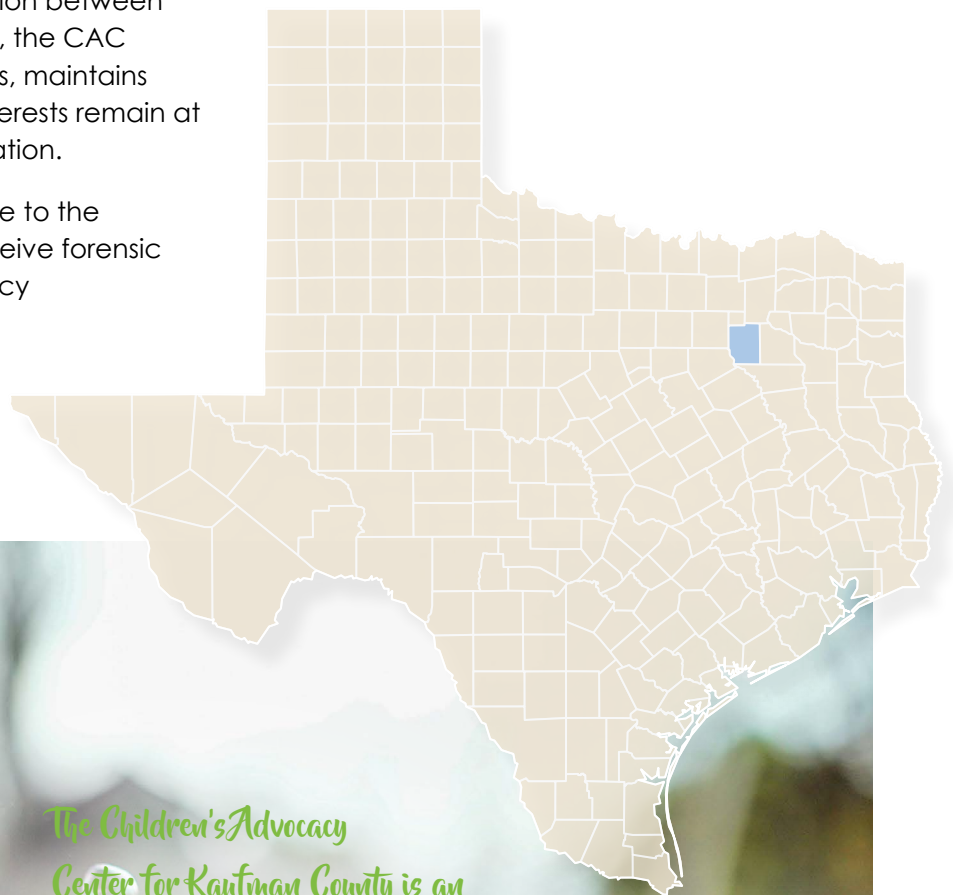 ion between
, the CAC
s, maintains
terests remain at
ation.
e to the
eive forensic
cy
The Children's Advocacy
Center for Kaufman County is an